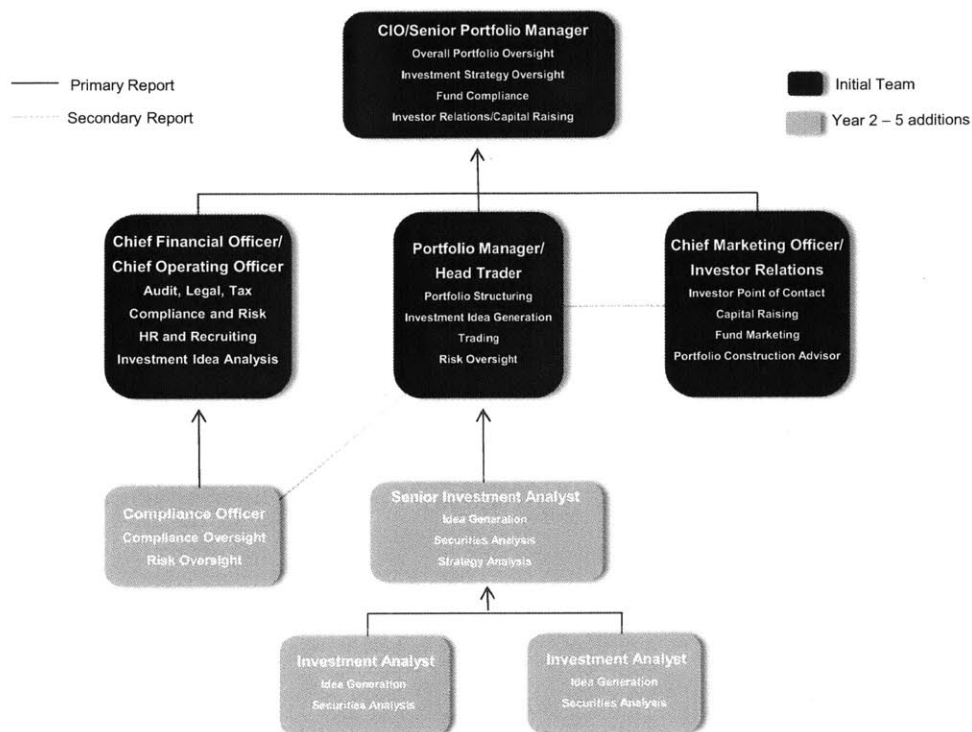 CIO/Senior Portfolio Manager
Overall Portfolio Oversight
Investment Strategy Oversight
Fund Compliance
Investor Relations/Capital Raising
Primary Report
Secondary Report
Initial Team
Year 2 – 5 additions
Chief Financial Officer/
Chief Operating Officer
Audit, Legal, Tax
Compliance and Risk
HR and Recruiting
Investment Idea Analysis
Portfolio Manager/
Head Trader
Portfolio Structuring
Investment Idea Generation
Trading
Risk Oversight
Chief Marketing Officer/
Investor Relations
Investor Point of Contact
Capital Raising
Fund Marketing
Portfolio Construction Advisor
Compliance Officer
Compliance Oversight
Risk Oversight
Senior Investment Analyst
Idea Generation
Securities Analysis
Strategy Analysis
Investment Analyst
Idea Generation
Securities Analysis
Investment Analyst
Idea Generation
Securities Analysis